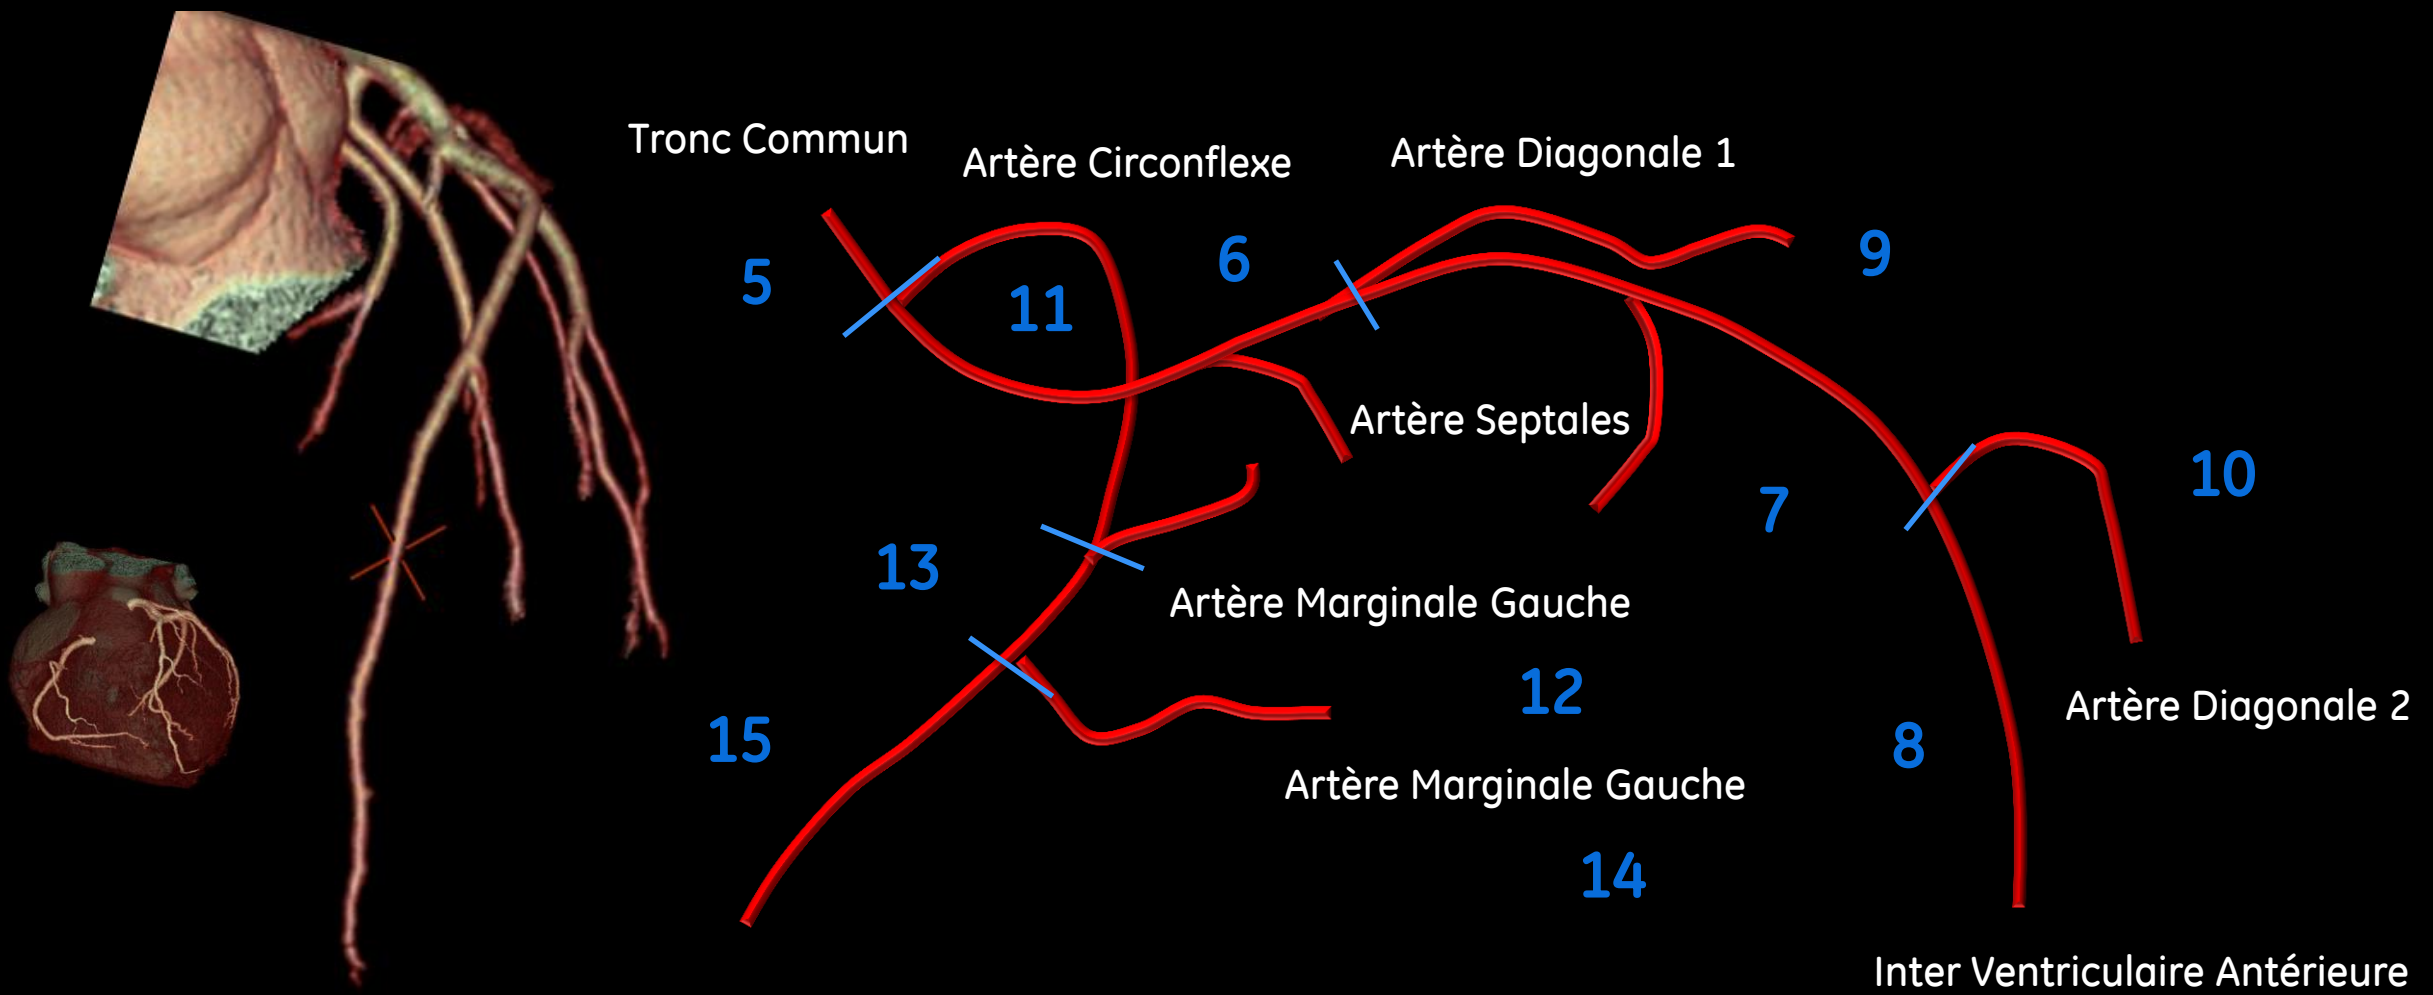 Tronc Commun
Artère Circonflexe
Artère Diagonale 1
5
11
6
9
Artère Septales
10
7
13
Artère Marginale Gauche
12
15
Artère Diagonale 2
8
Artère Marginale Gauche
14
Inter Ventriculaire Antérieure